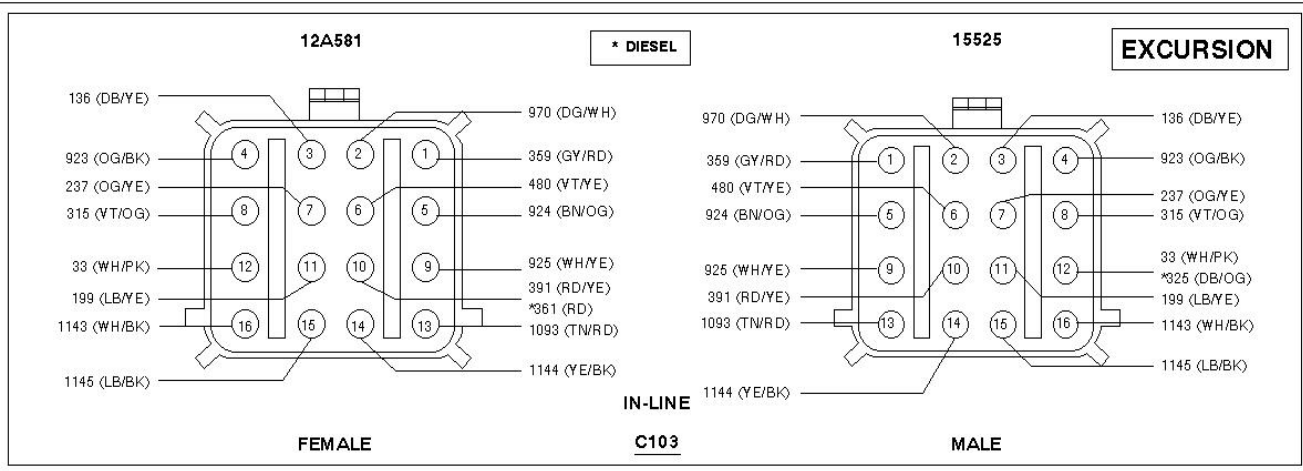 12A581
* DIESEL
15525
EXCURSION
136 (DB/YE)
970 (DG/WH)
923 (OG/BK)
359 (GY/RD)
237 (OG/YE)
480 (VT/YE)
315 (VT/OG)
924 (BN/OG)
33 (WH/PK)
925 (WH/YE)
391 (RD/YE)
*361 (RD)
199 (LB/YE)
1143 (WH/BK)
1093 (TN/RD)
1145 (LB/BK)
1144 (YE/BK)
4 3 2 1
8 7 6 5
12 11 10 9
16 15 14 13
FEMALE
IN-LINE
C103
970 (DG/WH)
136 (DB/YE)
359 (GY/RD)
923 (OG/BK)
480 (VT/YE)
237 (OG/YE)
924 (BN/OG)
315 (VT/OG)
925 (WH/YE)
33 (WH/PK)
*325 (DB/OG)
391 (RD/YE)
199 (LB/YE)
1093 (TN/RD)
1143 (WH/BK)
1145 (LB/BK)
1144 (YE/BK)
1 2 3 4
5 6 7 8
9 10 11 12
13 14 15 16
MALE